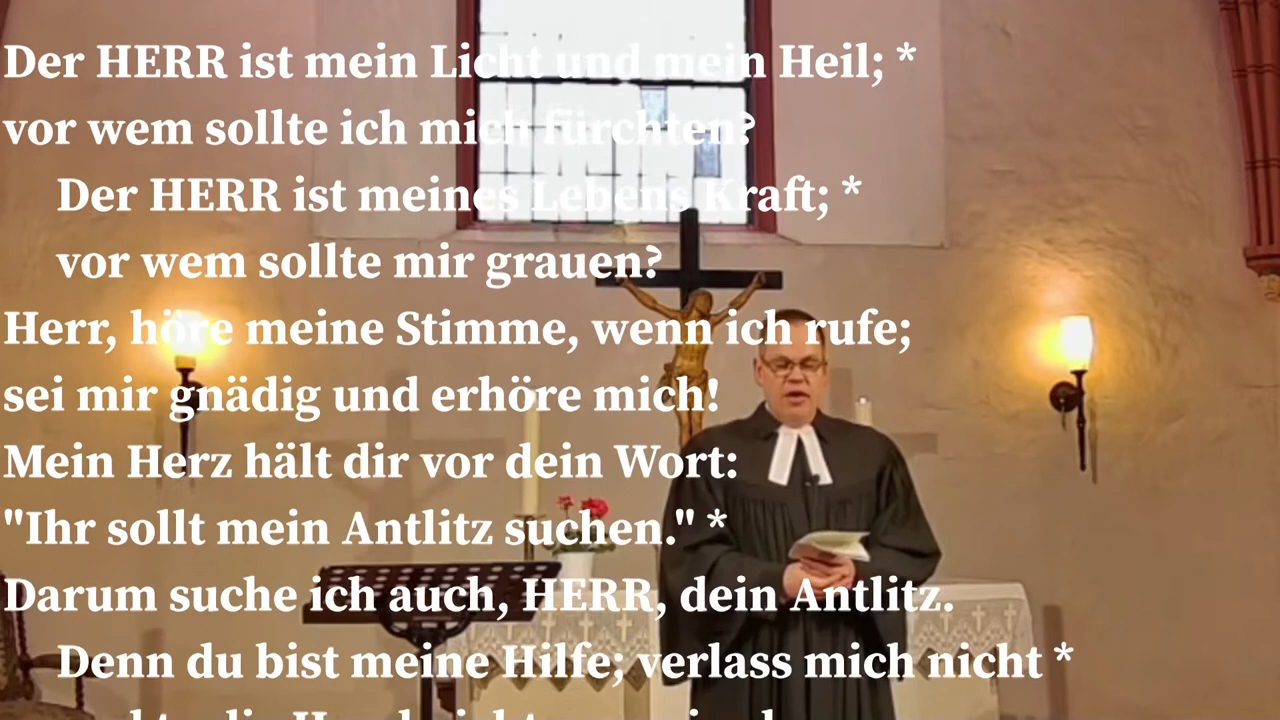 Der HERR ist mein Licht und mein Heil; *
vor wem sollte ich mich fürchten?
Der HERR ist meines Lebens Kraft; *
vor wem sollte mir grauen?
Herr, höre meine Stimme, wenn ich rufe;
sei mir gnädig und erhöre mich!
Mein Herz hält dir vor dein Wort:
"Ihr sollt mein Antlitz suchen." *
Darum suche ich auch, HERR, dein Antlitz.
Denn du bist meine Hilfe; verlass mich nicht *